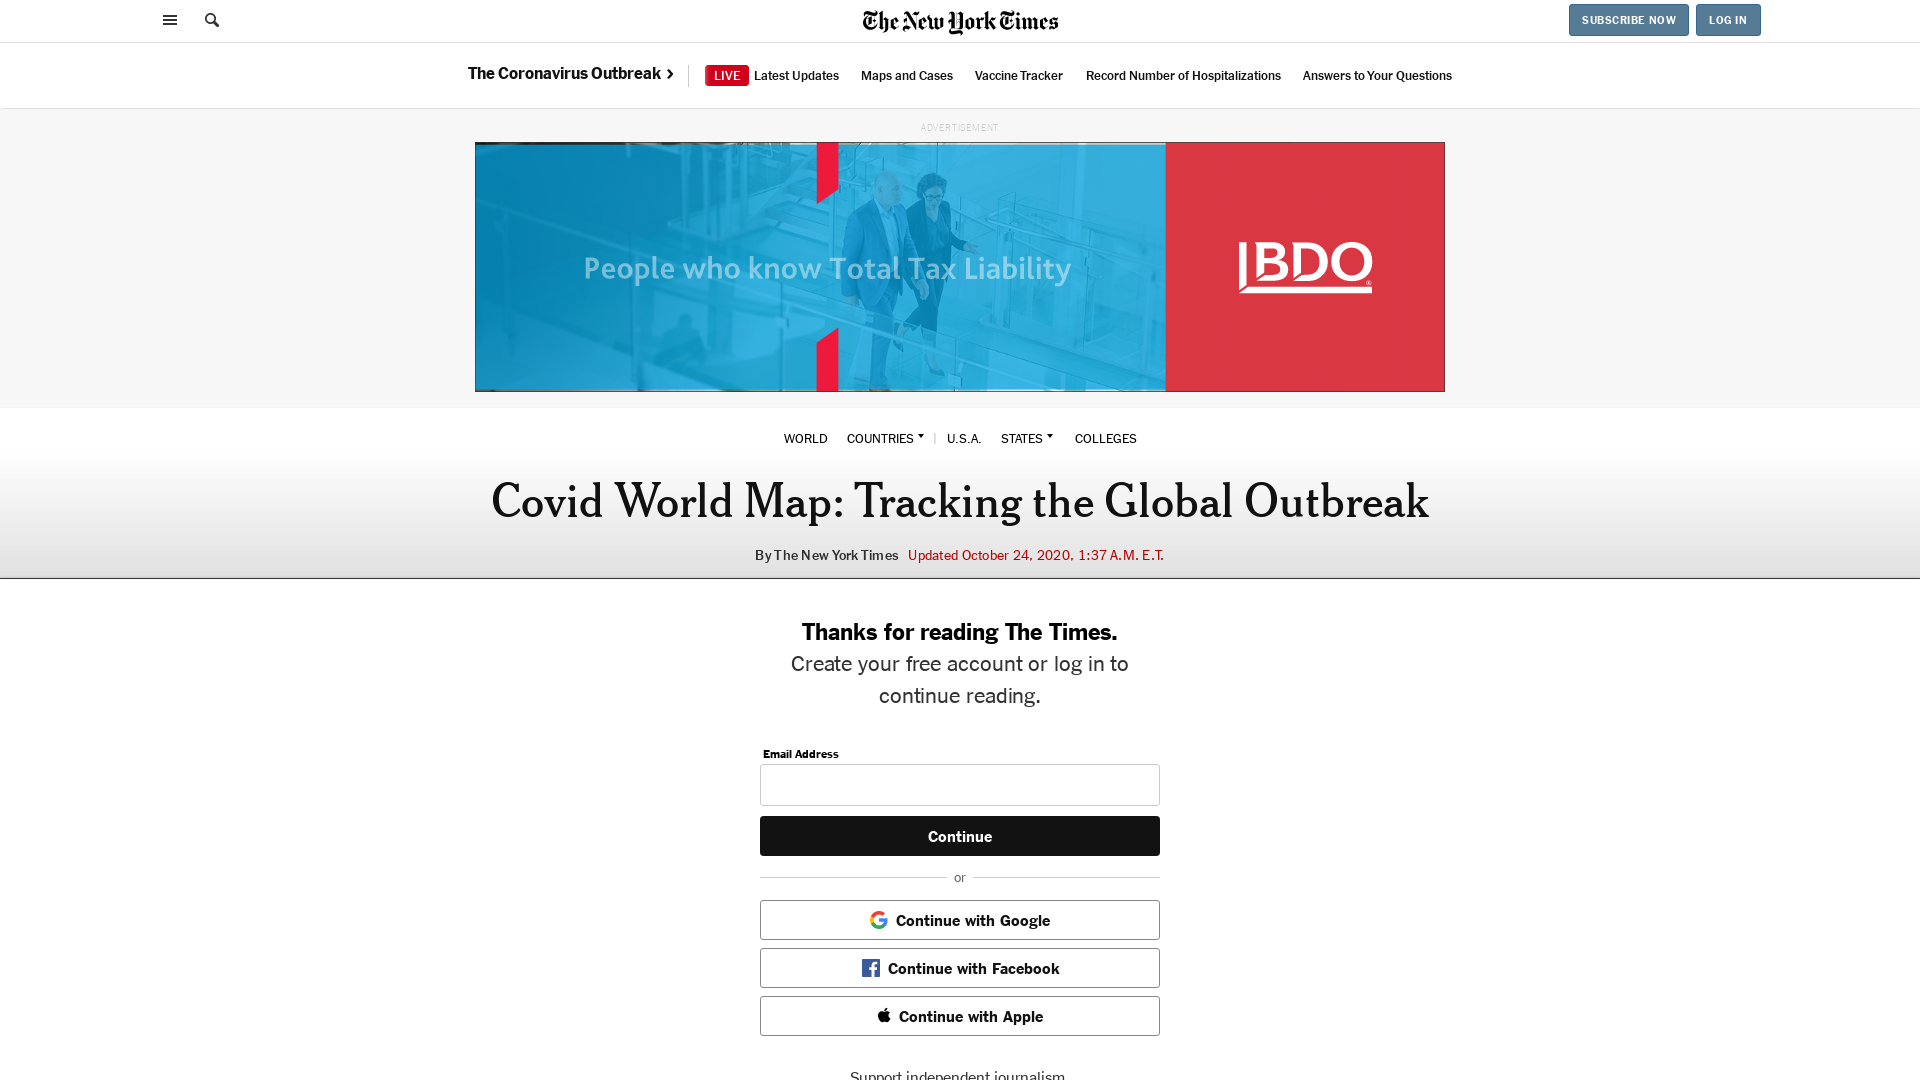 The New York Times
SUBSCRIBE NOW
LOG IN
The Coronavirus Outbreak
LIVE Latest Updates
Maps and Cases
Vaccine Tracker
Record Number of Hospitalizations
Answers to Your Questions
ADVERTISEMENT
People who know Total Tax Liability
BDO
WORLD
COUNTRIES
U.S.A.
STATES
COLLEGES
Covid World Map: Tracking the Global Outbreak
By The New York Times Updated October 24, 2020, 1:37 A.M. E.T.
Thanks for reading The Times.
Create your free account or log in to
continue reading.
Email Address
Continue
or
Continue with Google
Continue with Facebook
Continue with Apple
Support independent journalism.